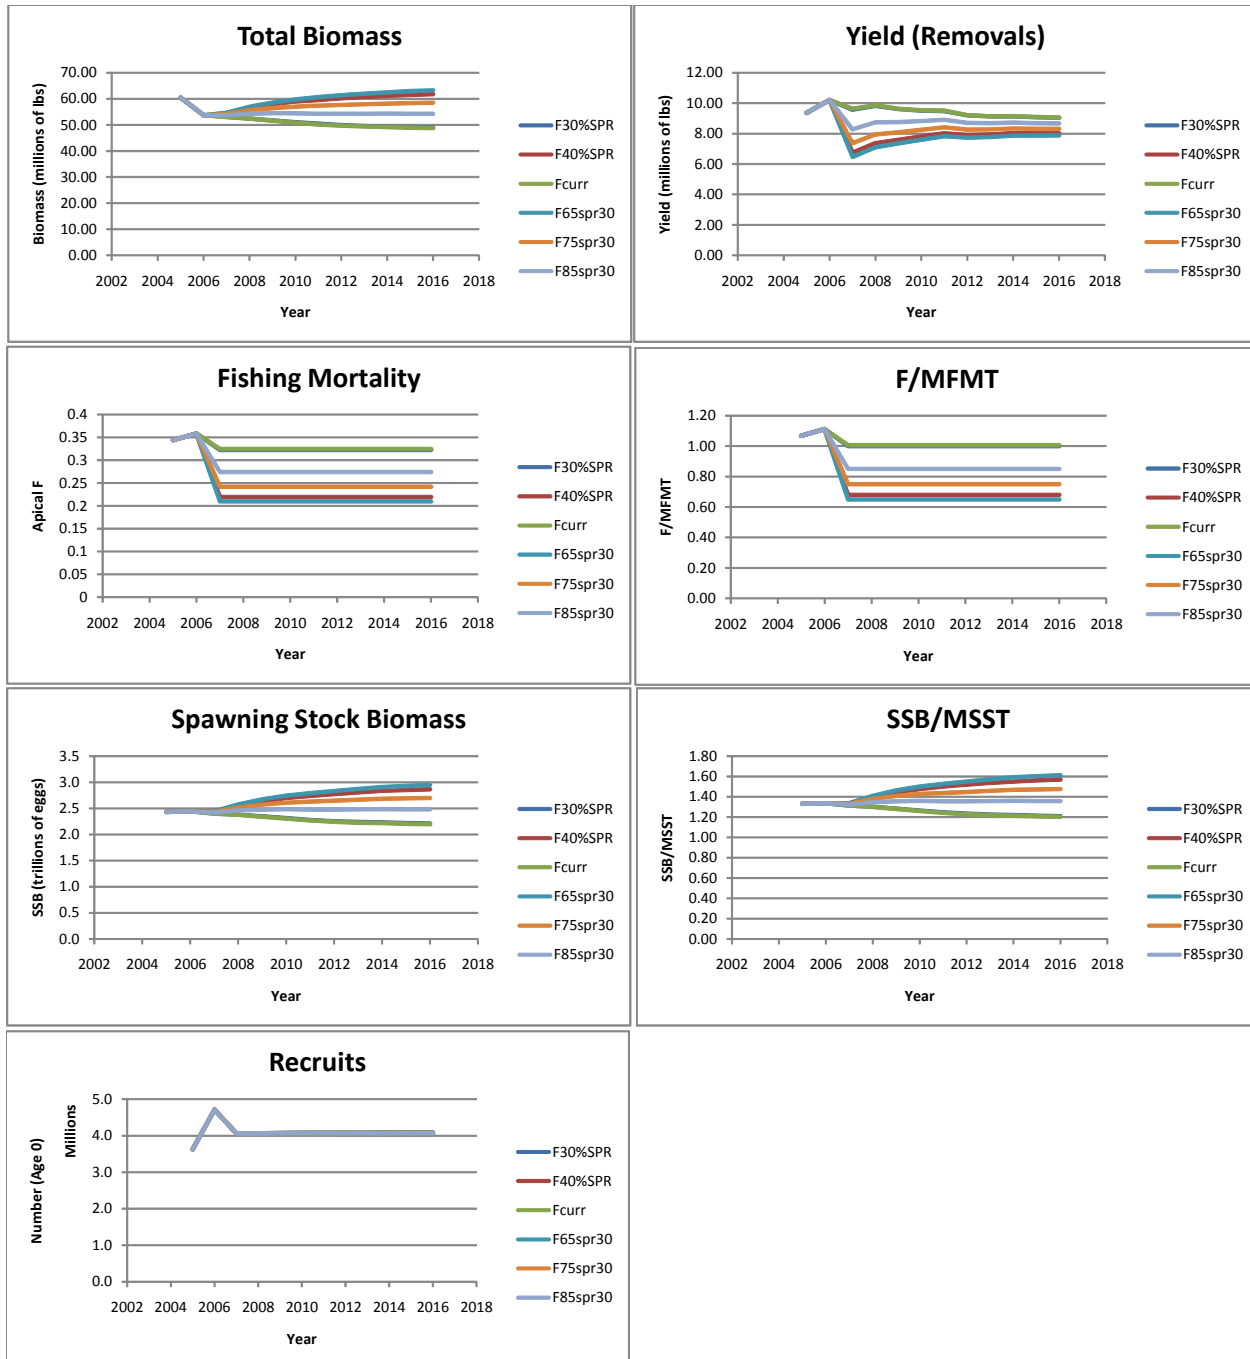 Total Biomass
Biomass (millions of lbs)
70.00
60.00
50.00
40.00
30.00
20.00
10.00
0.00
2002 2004 2006 2008 2010 2012 2014 2016 2018
Year
F30%SPR
F40%SPR
Fcurr
F65spr30
F75spr30
F85spr30
Yield (Removals)
Yield (millions of lbs)
12.00
10.00
8.00
6.00
4.00
2.00
0.00
2002 2004 2006 2008 2010 2012 2014 2016 2018
Year
F30%SPR
F40%SPR
Fcurr
F65spr30
F75spr30
F85spr30
Fishing Mortality
Apical F
0.4
0.35
0.3
0.25
0.2
0.15
0.1
0.05
0
2002 2004 2006 2008 2010 2012 2014 2016 2018
Year
F30%SPR
F40%SPR
Fcurr
F65spr30
F75spr30
F85spr30
F/MFMT
F/MFMT
1.20
1.00
0.80
0.60
0.40
0.20
0.00
2002 2004 2006 2008 2010 2012 2014 2016 2018
Year
F30%SPR
F40%SPR
Fcurr
F65spr30
F75spr30
F85spr30
Spawning Stock Biomass
SSB (trillions of eggs)
3.5
3.0
2.5
2.0
1.5
1.0
0.5
0.0
2002 2004 2006 2008 2010 2012 2014 2016 2018
Year
F30%SPR
F40%SPR
Fcurr
F65spr30
F75spr30
F85spr30
SSB/MSST
SSB/MSST
1.80
1.60
1.40
1.20
1.00
0.80
0.60
0.40
0.20
0.00
2002 2004 2006 2008 2010 2012 2014 2016 2018
Year
F30%SPR
F40%SPR
Fcurr
F65spr30
F75spr30
F85spr30
Recruits
Number (Age 0)
Millions
5.0
4.0
3.0
2.0
1.0
0.0
2002 2004 2006 2008 2010 2012 2014 2016 2018
Year
F30%SPR
F40%SPR
Fcurr
F65spr30
F75spr30
F85spr30